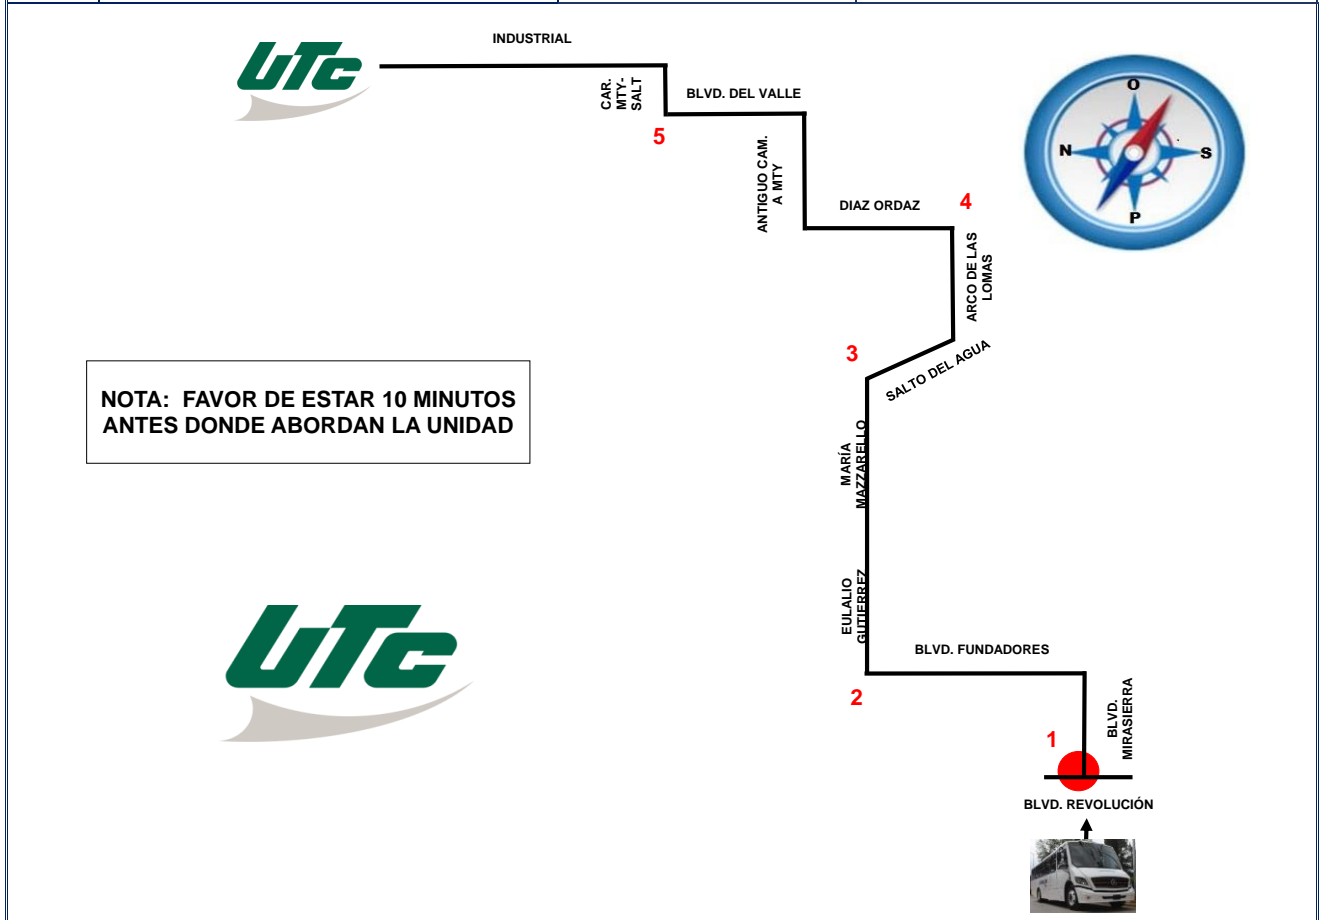 UTC
INDUSTRIAL
CAR.
MTY-
SALT
BLVD. DEL VALLE
5
ANTIGUO CAM.
A MTY
DIAZ ORDAZ
4
O
N
S
P
ARCO DE LAS
LOMAS
3
SALTO DEL AGUA
NOTA: FAVOR DE ESTAR 10 MINUTOS
ANTES DONDE ABORDAN LA UNIDAD
MARÍA
MAZZARELLO
EULALIO
GUTIERREZ
UTC
BLVD. FUNDADORES
2
BLVD.
MIRASIERRA
1
BLVD. REVOLUCIÓN